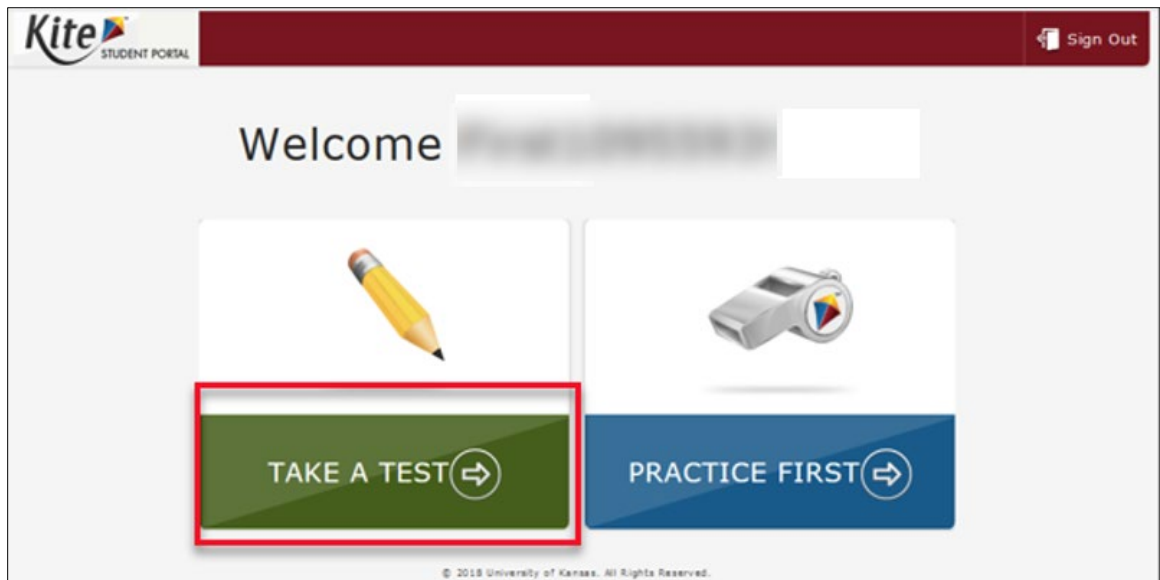 Kite
STUDENT PORTAL
Sign Out
Welcome
TAKE A TEST
PRACTICE FIRST
© 2018 University of Kansas. All Rights Reserved.